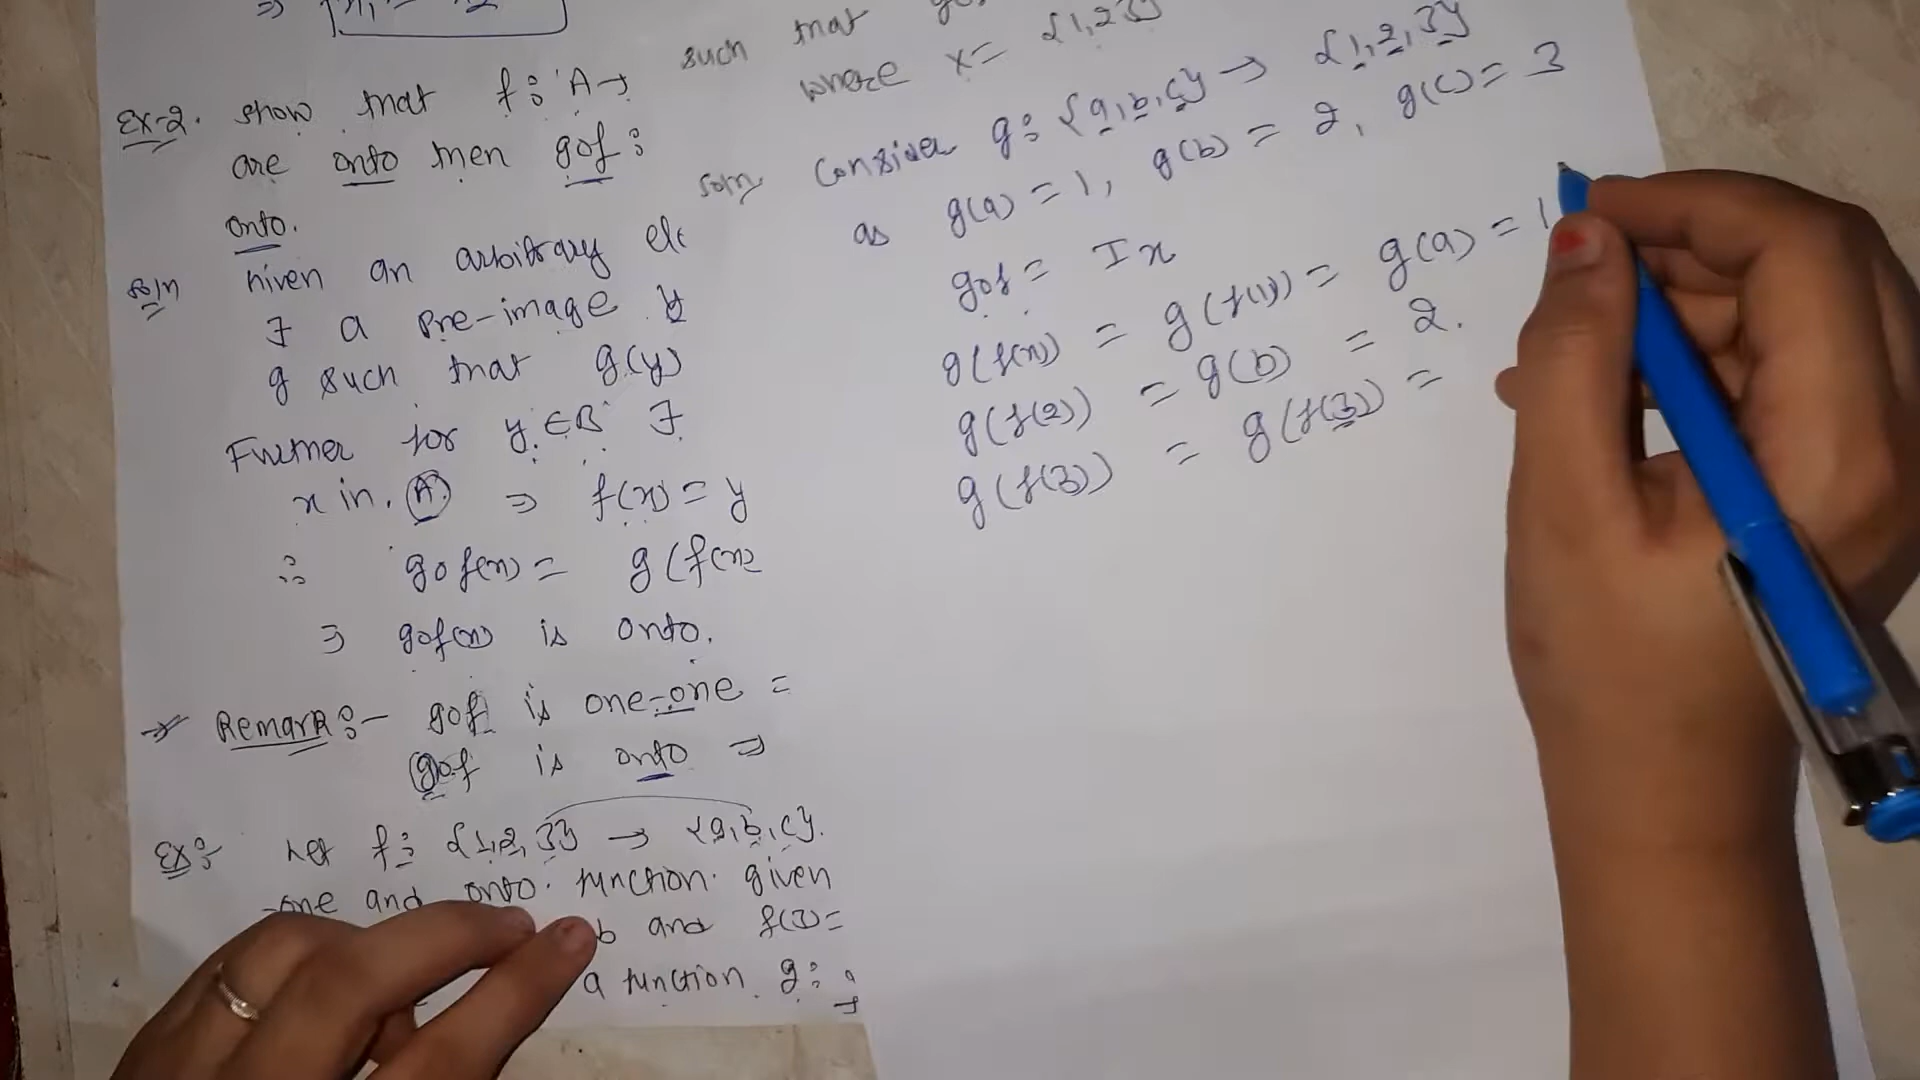 Ex-2. show that f: A→
are onto then gof:
onto.
Soln Given an arbitrary ele
∃ a pre-image y
g such that g(y)
Further for y ∈ B ∃
x in A ⇒ f(x) = y
∴ gof(x) = g(f(x)
⇒ gof(x) is onto.
→ Remark:- gof is one-one =
gof is onto ⇒
Ex:- Let f: {1,2,3} → {a,b,c}.
-one and onto function given
b and f(3)=
a function g:
such that go
where x = {1,2,3}
Soln Consider g: {a,b,c} → {1,2,3}
as g(a) = 1, g(b) = 2, g(c) = 3
gof = Ix
g(f(x)) = g(f(1)) = g(a) = 1
g(f(2)) = g(b) = 2.
g(f(3)) = g(f(3)) =